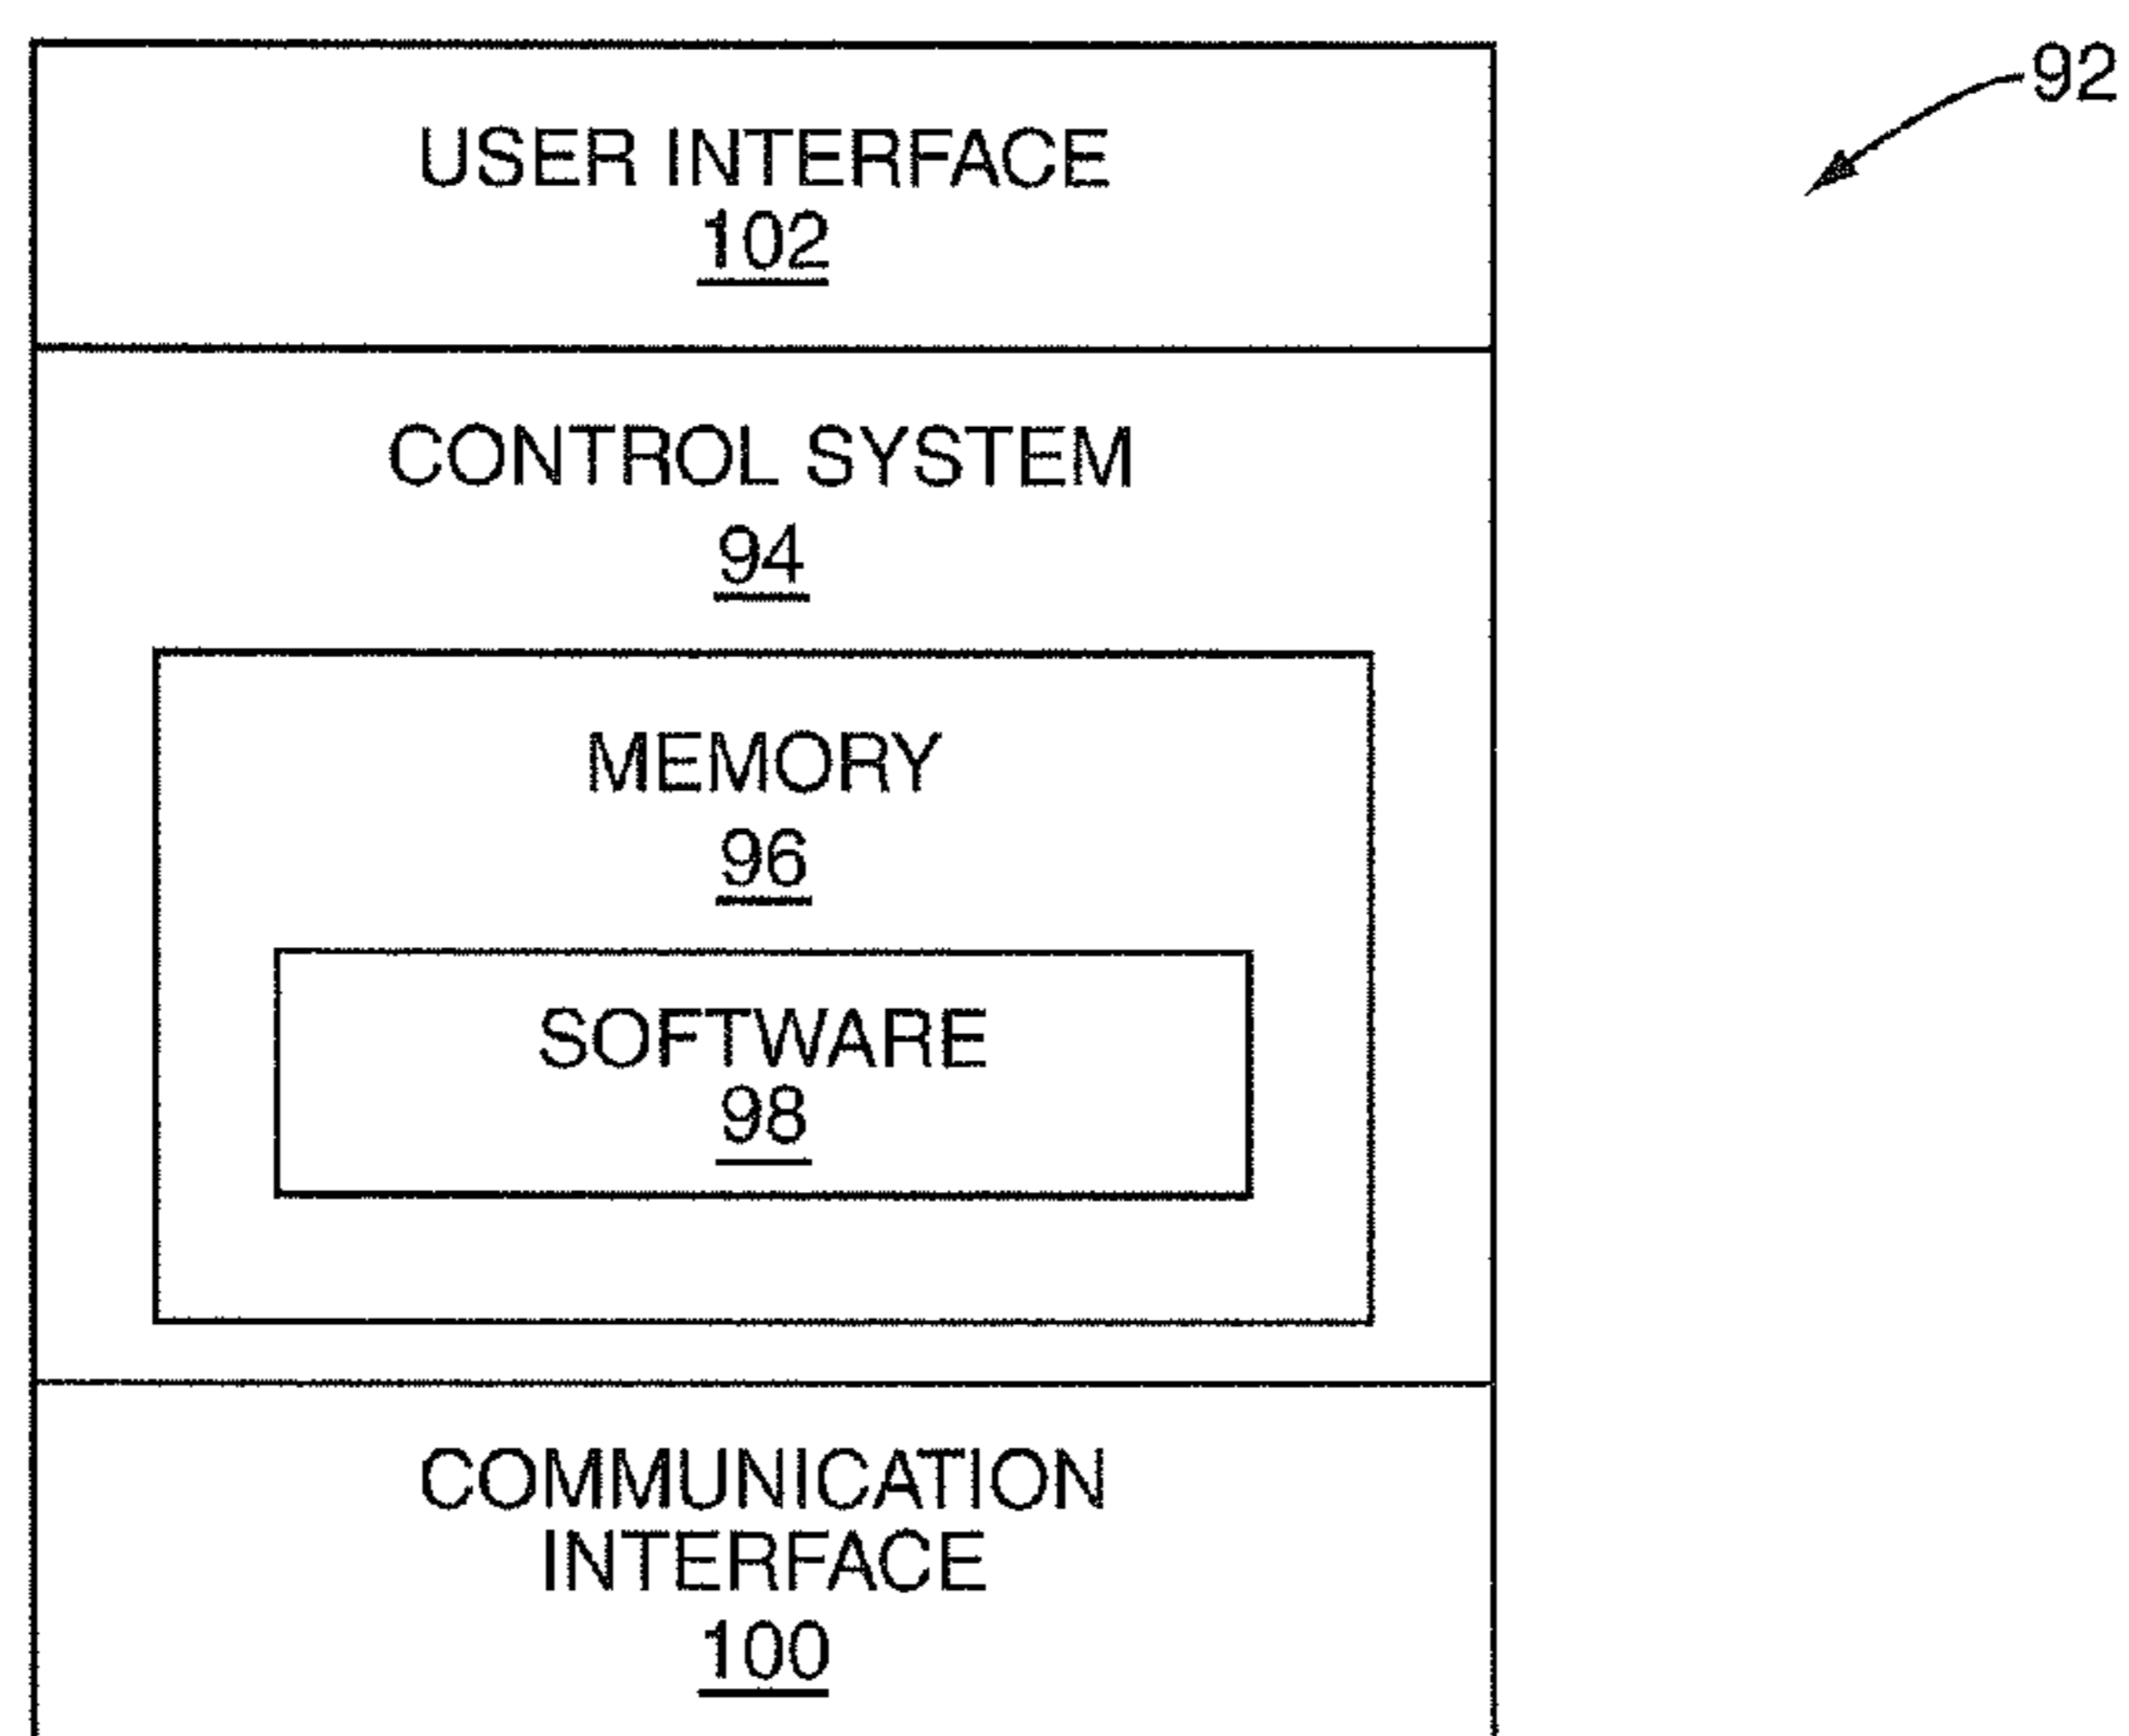 92
USER INTERFACE
102
CONTROL SYSTEM
94
MEMORY
96
SOFTWARE
98
COMMUNICATION
INTERFACE
100